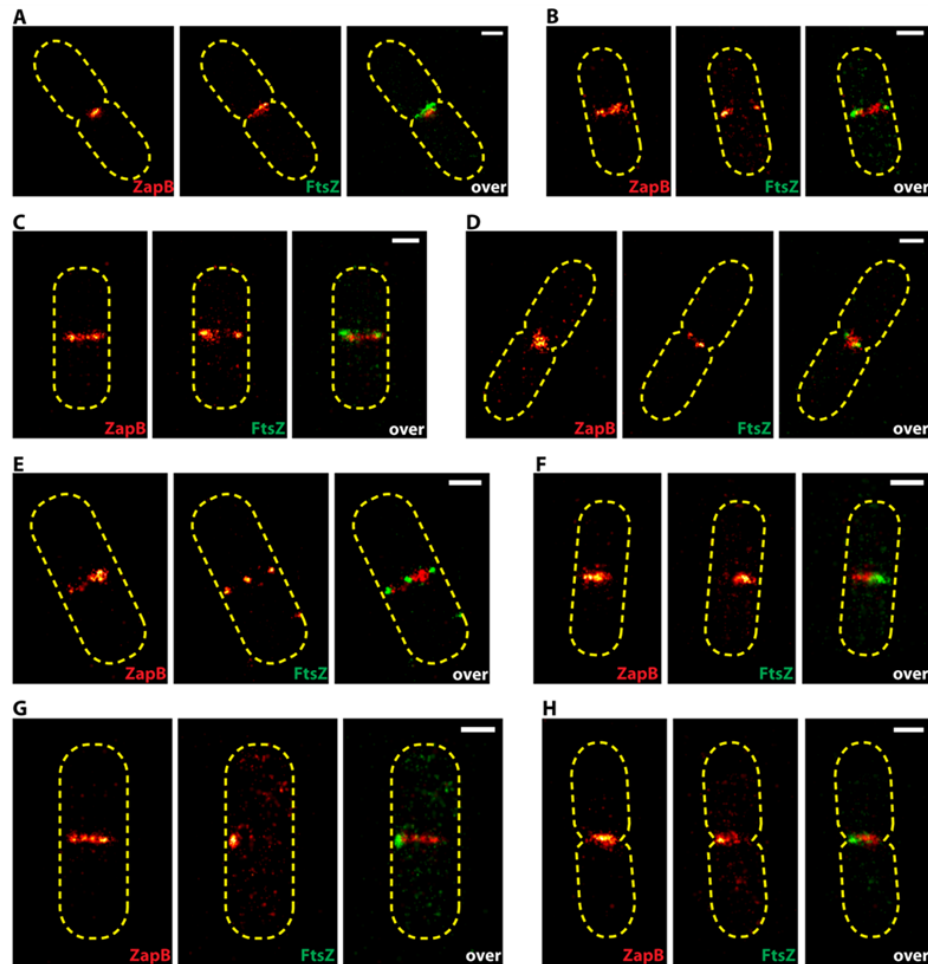 A
B
ZapB FtsZ over
ZapB FtsZ over
C
D
ZapB FtsZ over
ZapB FtsZ over
E
F
ZapB FtsZ over
ZapB FtsZ over
G
H
ZapB FtsZ over
ZapB FtsZ over